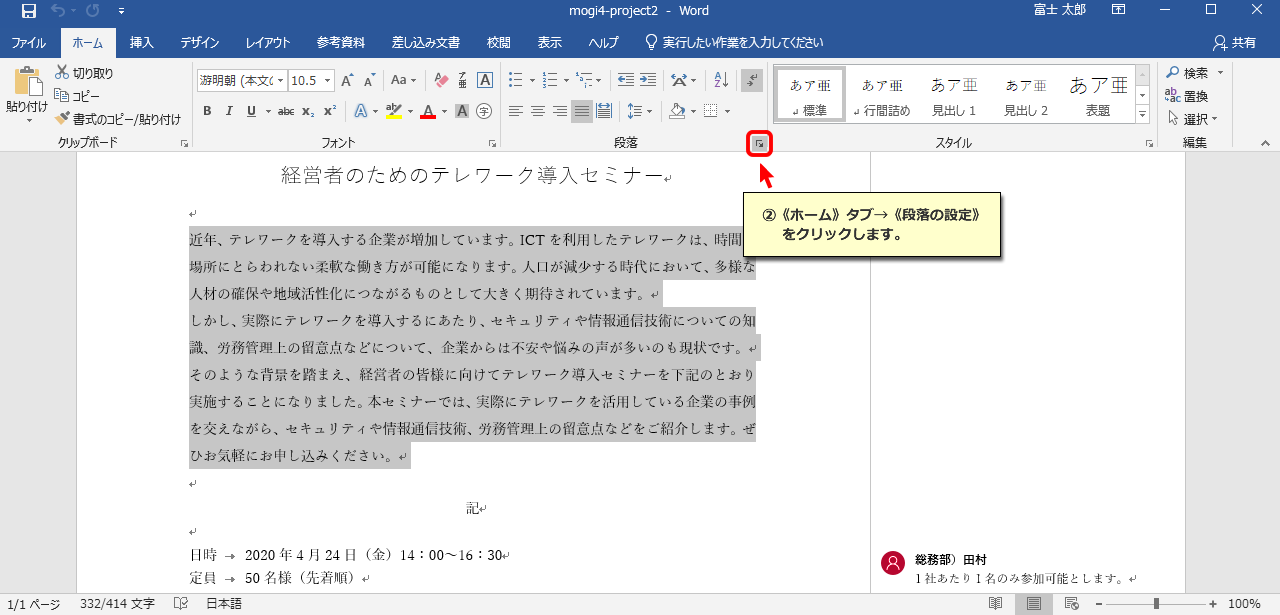 mogi4-project2 - Word
富士 太郎
ファイル ホーム 挿入 デザイン レイアウト 参考資料 差し込み文書 校閲 表示 ヘルプ 実行したい作業を入力してください 共有
貼り付け
切り取り
コピー
書式のコピー/貼り付け
クリップボード
游明朝 (本文の 10.5 A A Aa
B I U abc x₂ x² A ab A A 字
フォント
段落
あア亜 あア亜 あア亜 あア亜 あア亜
↲標準 ↲行間詰め 見出し 1 見出し 2 表題
スタイル
検索
置換
選択
編集
経営者のためのテレワーク導入セミナー↵
②《ホーム》タブ→《段落の設定》
をクリックします。
近年、テレワークを導入する企業が増加しています。ICT を利用したテレワークは、時間
場所にとらわれない柔軟な働き方が可能になります。人口が減少する時代において、多様な
人材の確保や地域活性化につながるものとして大きく期待されています。↵
しかし、実際にテレワークを導入するにあたり、セキュリティや情報通信技術についての知
識、労務管理上の留意点などについて、企業からは不安や悩みの声が多いのも現状です。↵
そのような背景を踏まえ、経営者の皆様に向けてテレワーク導入セミナーを下記のとおり
実施することになりました。本セミナーでは、実際にテレワークを活用している企業の事例
を交えながら、セキュリティや情報通信技術、労務管理上の留意点などをご紹介します。ぜ
ひお気軽にお申し込みください。↵
記↵
日時 → 2020 年 4 月 24 日（金）14：00～16：30↵
定員 → 50 名様（先着順）↵
総務部）田村
1 社あたり 1 名のみ参加可能とします。↵
1/1 ページ 332/414 文字 日本語 100%